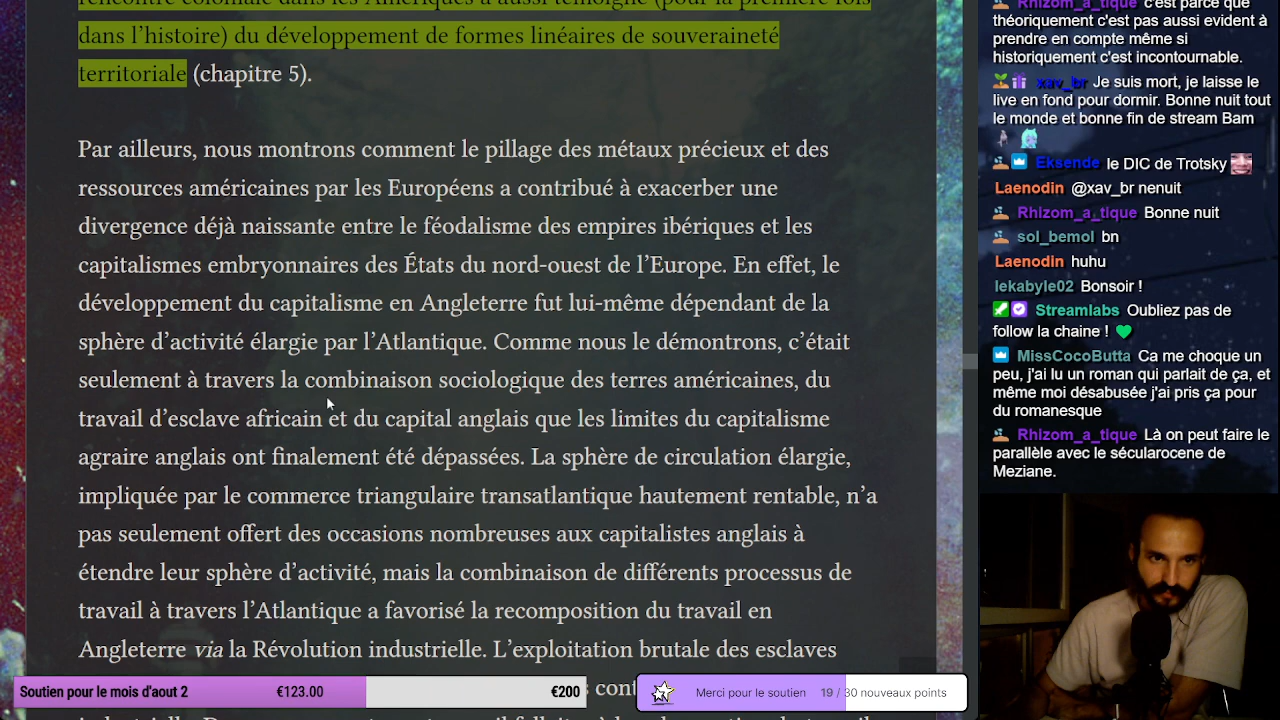 rencontre coloniale dans les Amériques a aussi témoigné (pour la première fois
dans l'histoire) du développement de formes linéaires de souveraineté
territoriale (chapitre 5).
Par ailleurs, nous montrons comment le pillage des métaux précieux et des
ressources américaines par les Européens a contribué à exacerber une
divergence déjà naissante entre le féodalisme des empires ibériques et les
capitalismes embryonnaires des États du nord-ouest de l'Europe. En effet, le
développement du capitalisme en Angleterre fut lui-même dépendant de la
sphère d'activité élargie par l'Atlantique. Comme nous le démontrons, c'était
seulement à travers la combinaison sociologique des terres américaines, du
travail d'esclave africain et du capital anglais que les limites du capitalisme
agraire anglais ont finalement été dépassées. La sphère de circulation élargie,
impliquée par le commerce triangulaire transatlantique hautement rentable, n'a
pas seulement offert des occasions nombreuses aux capitalistes anglais à
étendre leur sphère d'activité, mais la combinaison de différents processus de
travail à travers l'Atlantique a favorisé la recomposition du travail en
Angleterre via la Révolution industrielle. L'exploitation brutale des esclaves
Soutien pour le mois d'aout 2 €123.00 €200
Merci pour le soutien 19 / 30 nouveaux points
Rhizom_a_tique c'est parce que
théoriquement c'est pas aussi evident à
prendre en compte même si
historiquement c'est incontournable.
xav_br Je suis mort, je laisse le
live en fond pour dormir. Bonne nuit tout
le monde et bonne fin de stream Bam
Eksende le DIC de Trotsky
Laenodin @xav_br nenuit
Rhizom_a_tique Bonne nuit
sol_bemol bn
Laenodin huhu
lekabyle02 Bonsoir !
Streamlabs Oubliez pas de
follow la chaine !
MissCocoButta Ca me choque un
peu, j'ai lu un roman qui parlait de ça, et
même moi désabusée j'ai pris ça pour
du romanesque
Rhizom_a_tique Là on peut faire le
parallèle avec le sécularocene de
Meziane.